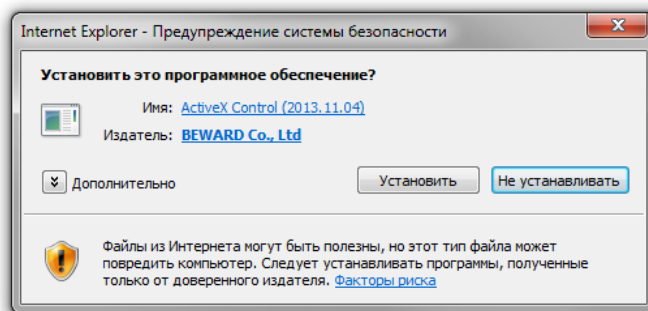 Internet Explorer - Предупреждение системы безопасности
Установить это программное обеспечение?
Имя: ActiveX Control (2013.11.04)
Издатель: BEWARD Co., Ltd
Дополнительно
Установить
Не устанавливать
Файлы из Интернета могут быть полезны, но этот тип файла может
повредить компьютер. Следует устанавливать программы, полученные
только от доверенного издателя. Факторы риска